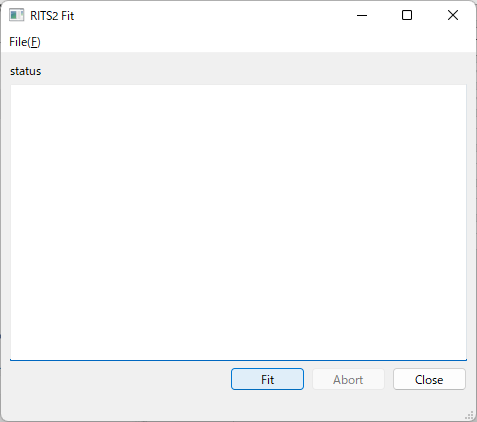 RITS2 Fit
File(F)
status
Fit
Abort
Close